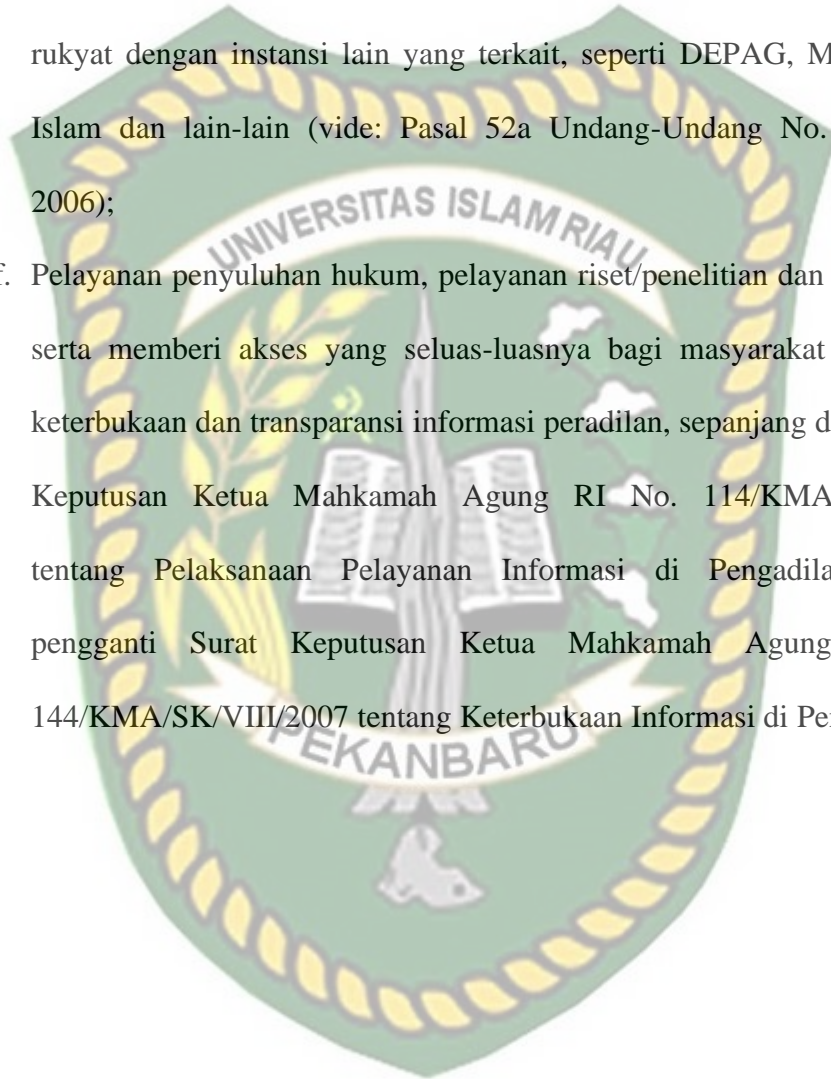 rukyat dengan instansi lain yang terkait, seperti DEPAG, M
Islam dan lain-lain (vide: Pasal 52a Undang-Undang No.
2006);
UNIVERSITAS ISLAM RIAU
f. Pelayanan penyuluhan hukum, pelayanan riset/penelitian dan
serta memberi akses yang seluas-luasnya bagi masyarakat
keterbukaan dan transparansi informasi peradilan, sepanjang d
Keputusan Ketua Mahkamah Agung RI No. 114/KMA
tentang Pelaksanaan Pelayanan Informasi di Pengadila
pengganti Surat Keputusan Ketua Mahkamah Agung
144/KMA/SK/VIII/2007 tentang Keterbukaan Informasi di Pe
PEKANBARU